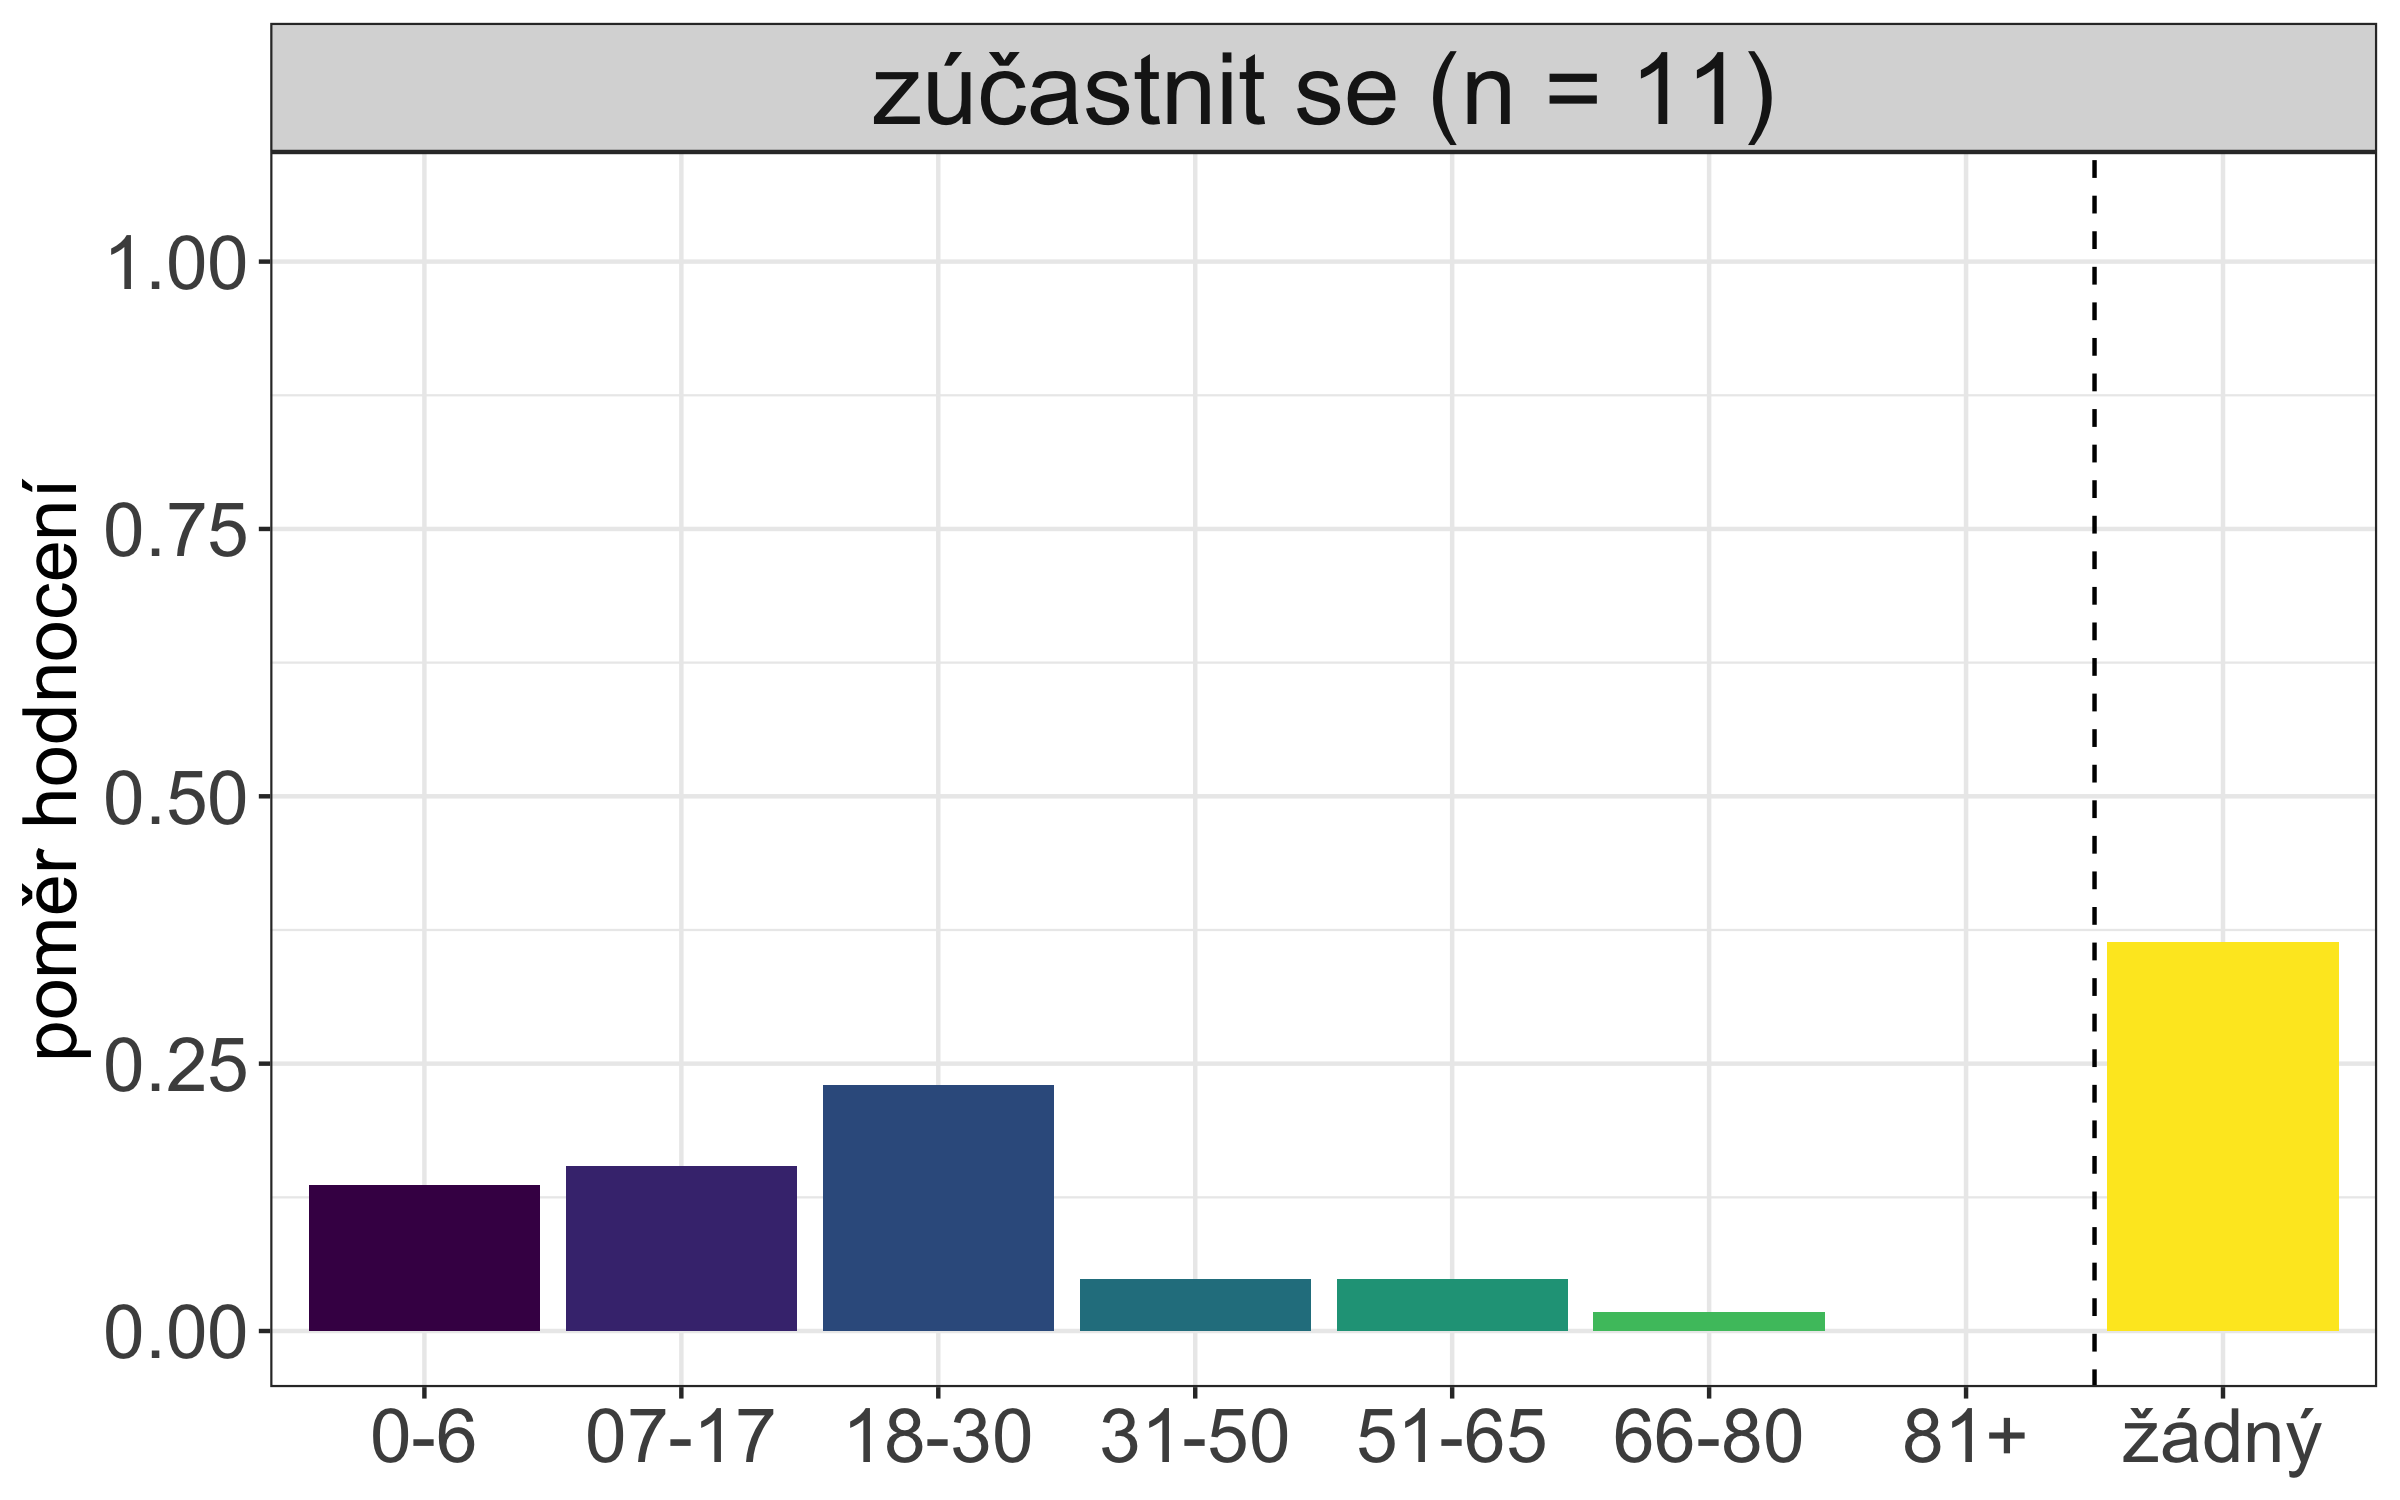 zúčastnit se (n = 11)
poměr hodnocení
1.00
0.75
0.50
0.25
0.00
0-6 07-17 18-30 31-50 51-65 66-80 81+ žádný